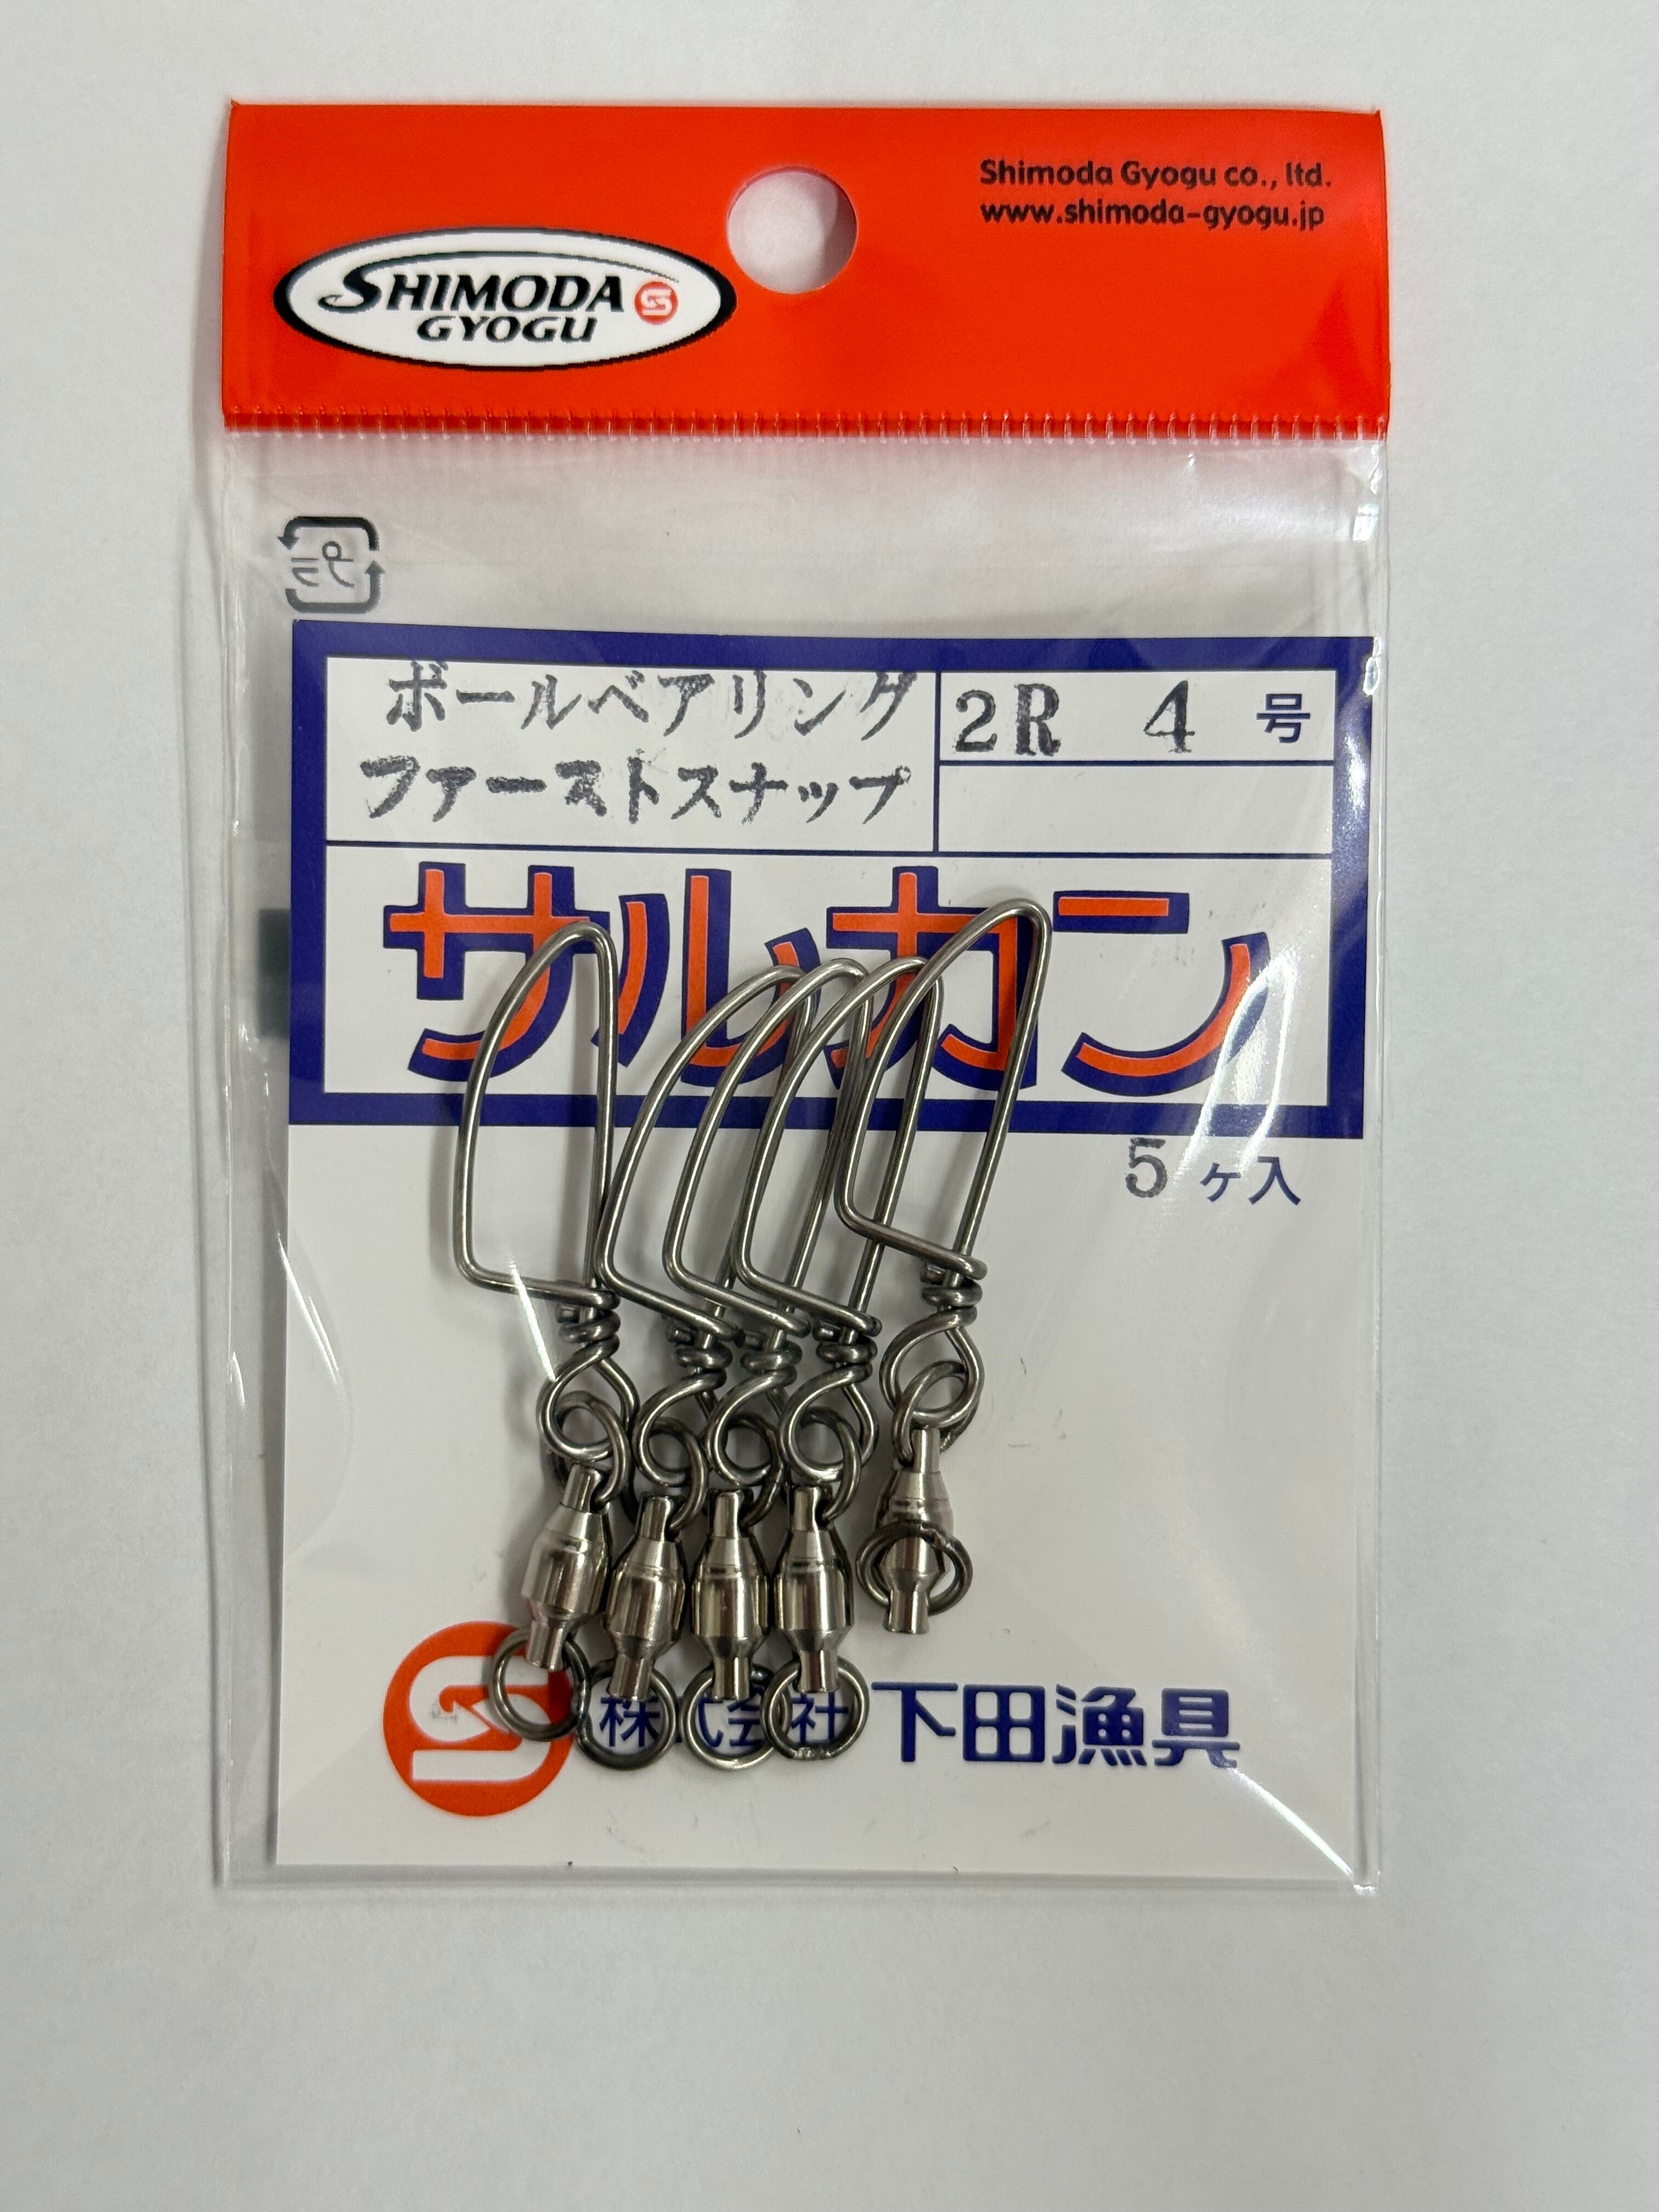 Shimoda Gyogu co., ltd.
www.shimoda-gyogu.jp
SHIMODA
GYOGU
プラ
ボールベアリング
ファーストスナップ
2R 4 号
サルカン
5 ヶ入
株式会社 下田漁具